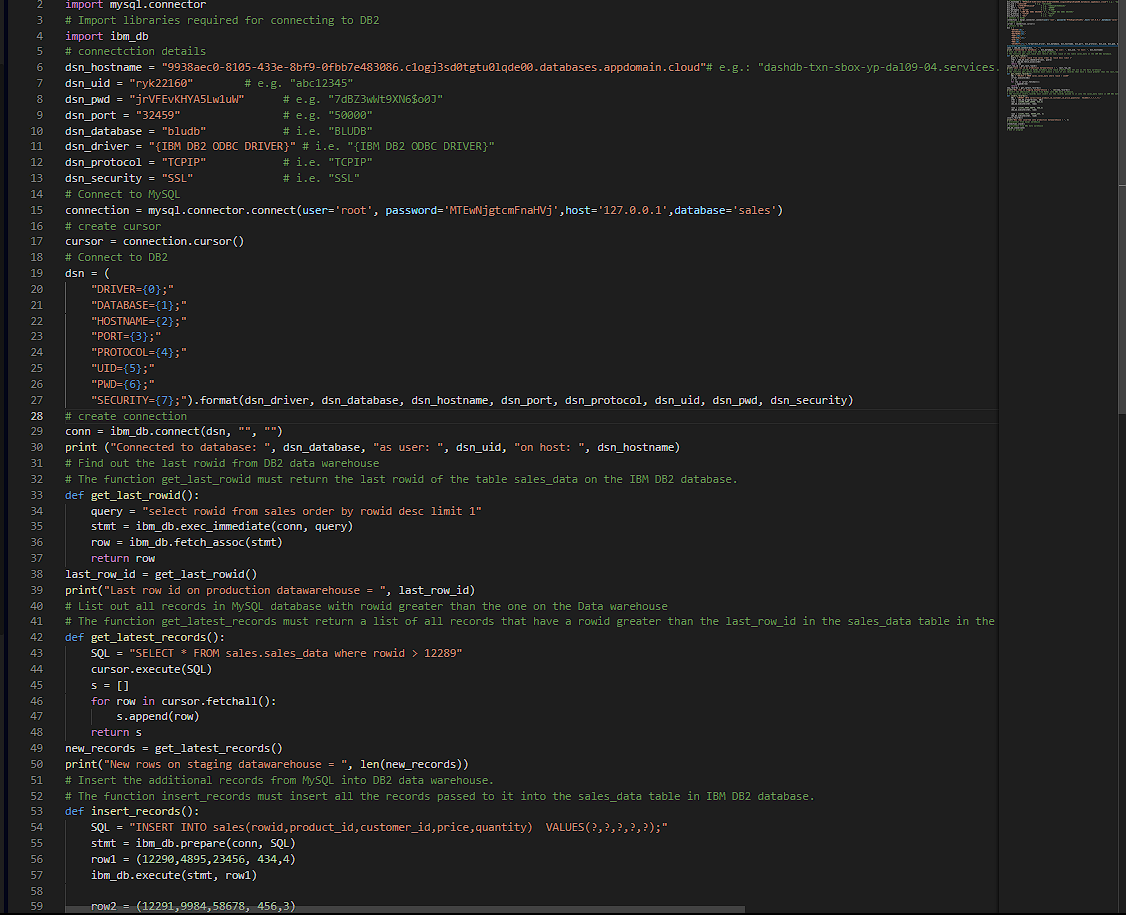 2 import mysql.connector
3 # Import libraries required for connecting to DB2
4 import ibm_db
5 # connectction details
6 dsn_hostname = "9938aec0-8105-433e-8bf9-0fbb7e483086.c1ogj3sd0tgtu0lqde00.databases.appdomain.cloud"# e.g.: "dashdb-txn-sbox-yp-dal09-04.services.
7 dsn_uid = "ryk22160" # e.g. "abc12345"
8 dsn_pwd = "jrVFEvKHYA5Lw1uW" # e.g. "7dBZ3wWt9XN6$o0J"
9 dsn_port = "32459" # e.g. "50000"
10 dsn_database = "bludb" # i.e. "BLUDB"
11 dsn_driver = "{IBM DB2 ODBC DRIVER}" # i.e. "{IBM DB2 ODBC DRIVER}"
12 dsn_protocol = "TCPIP" # i.e. "TCPIP"
13 dsn_security = "SSL" # i.e. "SSL"
14 # Connect to MySQL
15 connection = mysql.connector.connect(user='root', password='MTEwNjgtcmFnaHVj',host='127.0.0.1',database='sales')
16 # create cursor
17 cursor = connection.cursor()
18 # Connect to DB2
19 dsn = (
20 "DRIVER={0};"
21 "DATABASE={1};"
22 "HOSTNAME={2};"
23 "PORT={3};"
24 "PROTOCOL={4};"
25 "UID={5};"
26 "PWD={6};"
27 "SECURITY={7};").format(dsn_driver, dsn_database, dsn_hostname, dsn_port, dsn_protocol, dsn_uid, dsn_pwd, dsn_security)
28 # create connection
29 conn = ibm_db.connect(dsn, "", "")
30 print ("Connected to database: ", dsn_database, "as user: ", dsn_uid, "on host: ", dsn_hostname)
31 # Find out the last rowid from DB2 data warehouse
32 # The function get_last_rowid must return the last rowid of the table sales_data on the IBM DB2 database.
33 def get_last_rowid():
34 query = "select rowid from sales order by rowid desc limit 1"
35 stmt = ibm_db.exec_immediate(conn, query)
36 row = ibm_db.fetch_assoc(stmt)
37 return row
38 last_row_id = get_last_rowid()
39 print("Last row id on production datawarehouse = ", last_row_id)
40 # List out all records in MySQL database with rowid greater than the one on the Data warehouse
41 # The function get_latest_records must return a list of all records that have a rowid greater than the last_row_id in the sales_data table in the
42 def get_latest_records():
43 SQL = "SELECT * FROM sales.sales_data where rowid > 12289"
44 cursor.execute(SQL)
45 s = []
46 for row in cursor.fetchall():
47 s.append(row)
48 return s
49 new_records = get_latest_records()
50 print("New rows on staging datawarehouse = ", len(new_records))
51 # Insert the additional records from MySQL into DB2 data warehouse.
52 # The function insert_records must insert all the records passed to it into the sales_data table in IBM DB2 database.
53 def insert_records():
54 SQL = "INSERT INTO sales(rowid,product_id,customer_id,price,quantity)  VALUES(?,?,?,?,?);"
55 stmt = ibm_db.prepare(conn, SQL)
56 row1 = (12290,4895,23456, 434,4)
57 ibm_db.execute(stmt, row1)
58
59 row2 = (12291,9984,58678, 456,3)